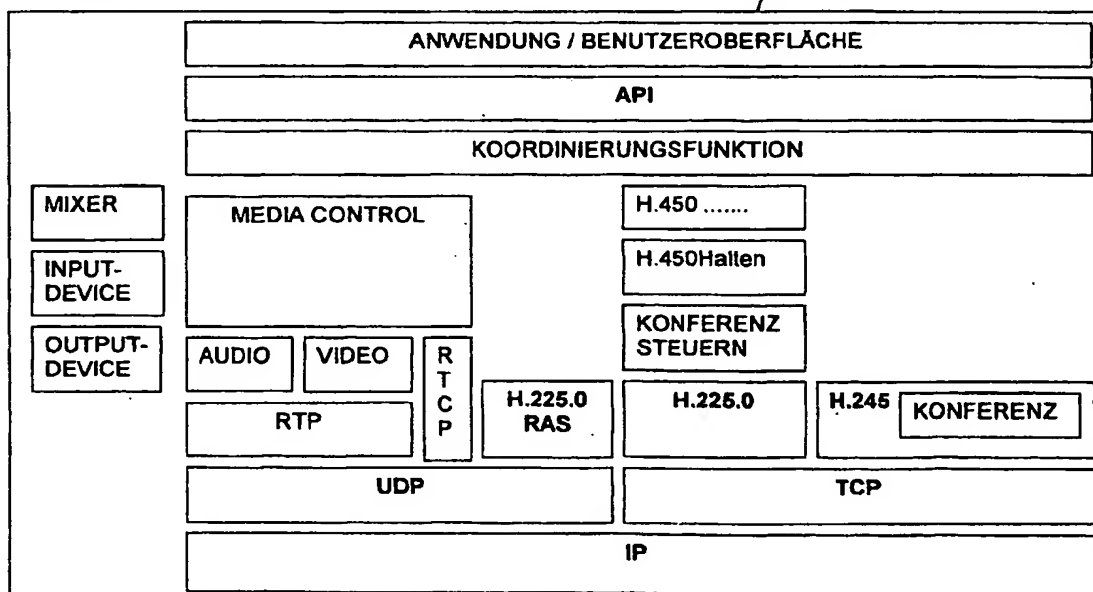 ANWENDUNG / BENUTZEROBERFLÄCHE
API
KOORDINIERUNGSFUNKTION
MIXER
MEDIA CONTROL
H.450 .......
INPUT-
DEVICE
H.450Halten
OUTPUT-
DEVICE
KONFERENZ
STEUERN
AUDIO
VIDEO
R
T
C
P
RTP
H.225.0
RAS
H.225.0
H.245
KONFERENZ
UDP
TCP
IP